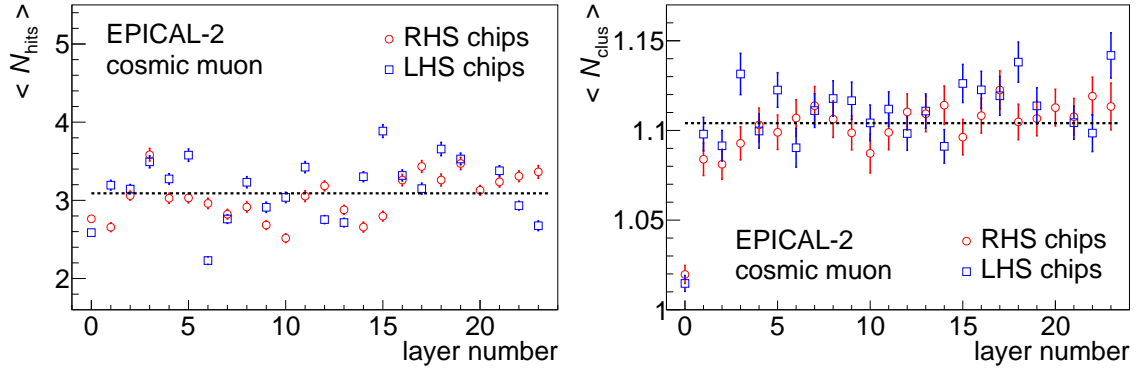 < N_hits >
5
4
3
2
EPICAL-2
cosmic muon
RHS chips
LHS chips
0 5 10 15 20
layer number
< N_clus >
1.15
1.1
1.05
1
EPICAL-2
cosmic muon
RHS chips
LHS chips
0 5 10 15 20
layer number